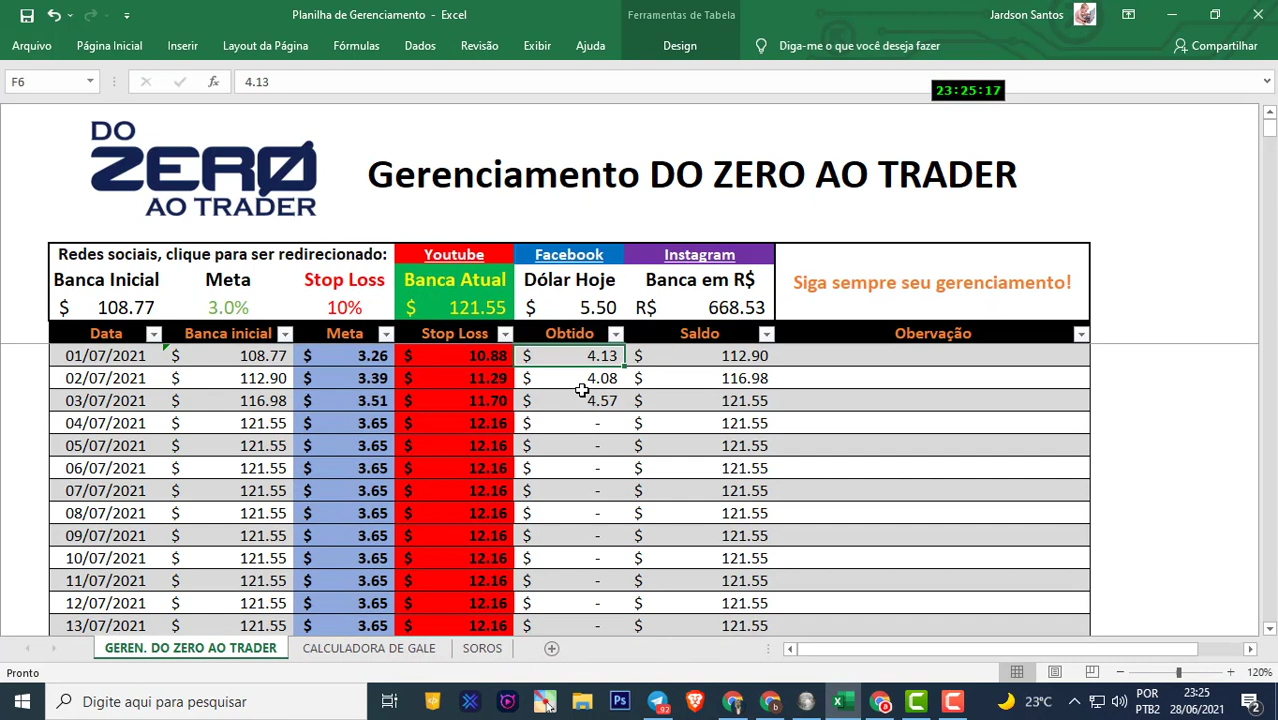 Planilha de Gerenciamento - Excel
Ferramentas de Tabela
Jardson Santos
Arquivo Página Inicial Inserir Layout da Página Fórmulas Dados Revisão Exibir Ajuda Design Diga-me o que você deseja fazer Compartilhar
F6 fx 4.13
23:25:17
DO
ZERO
AO TRADER
Gerenciamento DO ZERO AO TRADER
Redes sociais, clique para ser redirecionado: Youtube Facebook Instagram
Banca Inicial Meta Stop Loss Banca Atual Dólar Hoje Banca em R$ Siga sempre seu gerenciamento!
$ 108.77 3.0% 10% $ 121.55 $ 5.50 R$ 668.53
Data Banca inicial Meta Stop Loss Obtido Saldo Obervação
01/07/2021 $ 108.77 $ 3.26 $ 10.88 $ 4.13 $ 112.90
02/07/2021 $ 112.90 $ 3.39 $ 11.29 $ 4.08 $ 116.98
03/07/2021 $ 116.98 $ 3.51 $ 11.70 $ 4.57 $ 121.55
04/07/2021 $ 121.55 $ 3.65 $ 12.16 $ - $ 121.55
05/07/2021 $ 121.55 $ 3.65 $ 12.16 $ - $ 121.55
06/07/2021 $ 121.55 $ 3.65 $ 12.16 $ - $ 121.55
07/07/2021 $ 121.55 $ 3.65 $ 12.16 $ - $ 121.55
08/07/2021 $ 121.55 $ 3.65 $ 12.16 $ - $ 121.55
09/07/2021 $ 121.55 $ 3.65 $ 12.16 $ - $ 121.55
10/07/2021 $ 121.55 $ 3.65 $ 12.16 $ - $ 121.55
11/07/2021 $ 121.55 $ 3.65 $ 12.16 $ - $ 121.55
12/07/2021 $ 121.55 $ 3.65 $ 12.16 $ - $ 121.55
13/07/2021 $ 121.55 $ 3.65 $ 12.16 $ - $ 121.55
GEREN. DO ZERO AO TRADER CALCULADORA DE GALE SOROS
Pronto 120%
Digite aqui para pesquisar Ps 92 23°C POR 23:25
PTB2 28/06/2021 2